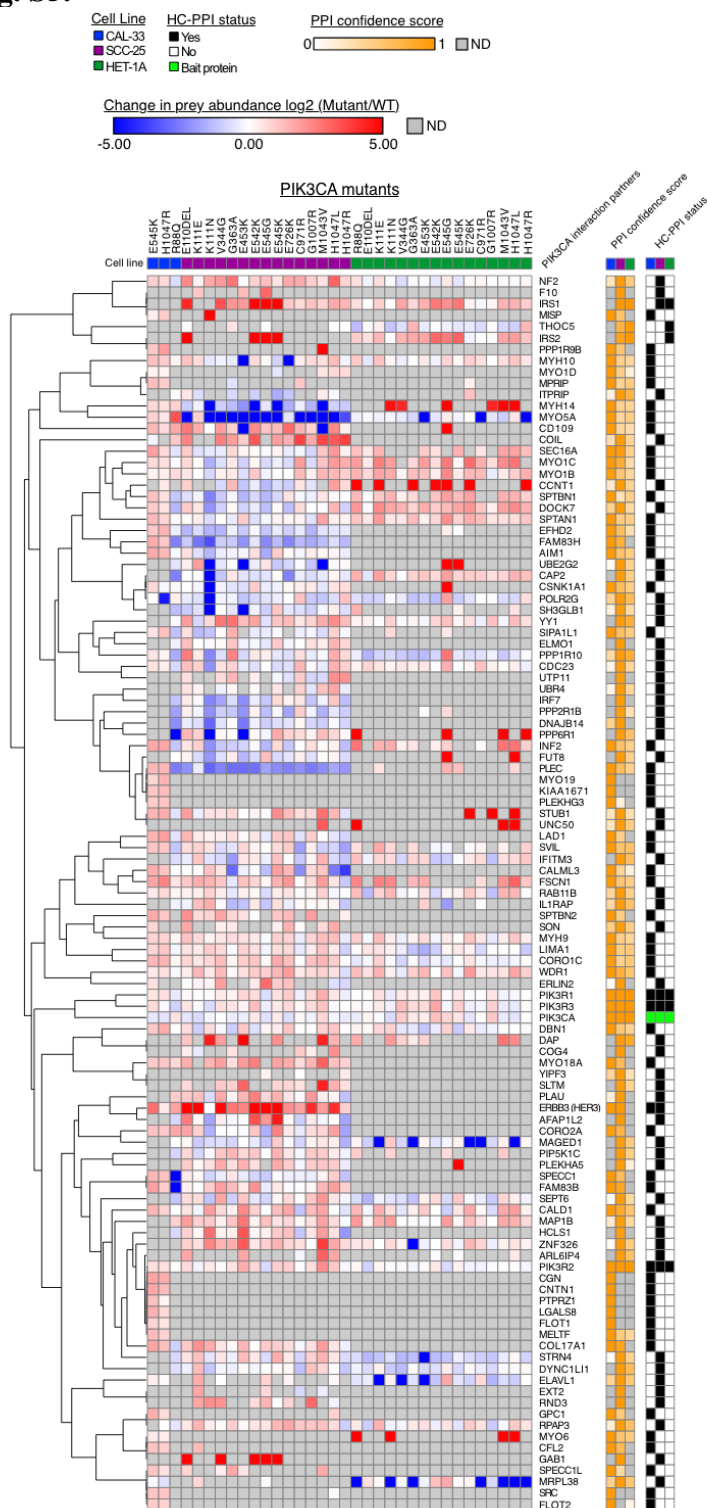 Cell Line
CAL-33
SCC-25
HET-1A
HC-PPI status
Yes
No
Bait protein
PPI confidence score
0
1
ND
Change in prey abundance log2 (Mutant/WT)
-5.00
0.00
5.00
ND
PIK3CA mutants
E545K
H1047R
R88Q
E110DEL
K111E
K111N
V344G
G363A
E453K
E542K
E545G
E545K
E726K
C971R
G1007R
M1043V
H1047L
H1047R
R88Q
E110DEL
K111E
K111N
V344G
G363A
E453K
E542K
E545G
E545K
E726K
C971R
G1007R
M1043V
H1047L
H1047R
PIK3CA interaction partners
PPI confidence score
HC-PPI status
Cell line
NF2
F10
IRS1
MISP
THOC5
IRS2
PPP1R9B
MYH10
MYO1D
MPRIP
ITPRIP
MYH14
MYO5A
CD109
COIL
SEC16A
MYO1C
MYO1B
CCNT1
SPTBN1
DOCK7
SPTAN1
EFHD2
FAM83H
AIM1
UBE2G2
CAP2
CSNK1A1
POLR2G
SH3GLB1
YY1
SIPA1L1
ELMO1
PPP1R10
CDC23
UTP11
UBR4
IRF7
PPP2R1B
DNAJB14
PPP6R1
INF2
FUT8
PLEC
MYO19
KIAA1671
PLEKHG3
STUB1
UNC50
LAD1
SVIL
IFITM3
CALML3
FSCN1
RAB11B
IL1RAP
SPTBN2
SON
MYH9
LIMA1
CORO1C
WDR1
ERLIN2
PIK3R1
PIK3R3
PIK3CA
DBN1
DAP
COG4
MYO18A
YIPF3
SLTM
PLAU
ERBB3 (HER3)
AFAP1L2
CORO2A
MAGED1
PIP5K1C
PLEKHA5
SPECC1
FAM83B
SEPT6
CALD1
MAP1B
HCLS1
ZNF326
ARL6IP4
PIK3R2
CGN
CNTN1
PTPRZ1
LGALS8
FLOT1
MELTF
COL17A1
STRN4
DYNC1LI1
ELAVL1
EXT2
RND3
GPC1
RPAP3
MYO6
CFL2
GAB1
SPECC1L
MRPL38
SRC
FLOT2